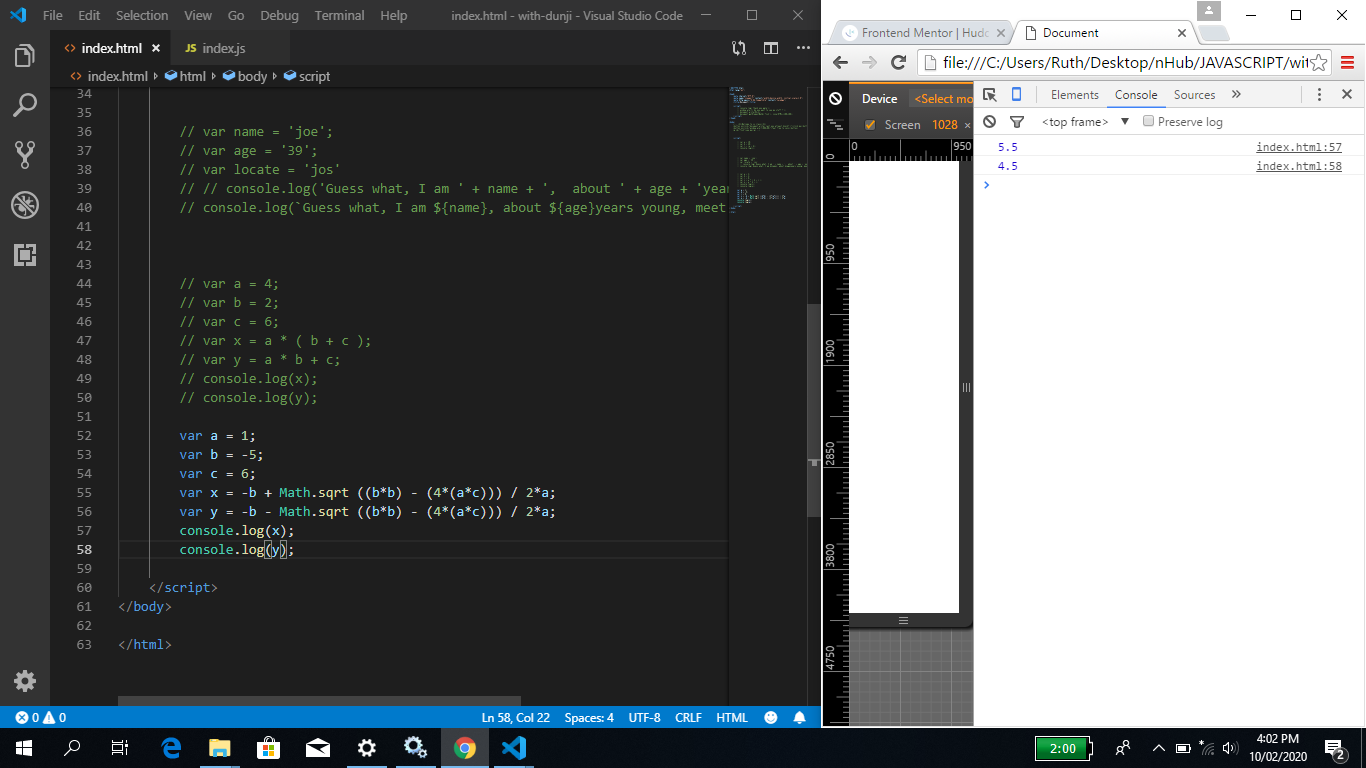 File Edit Selection View Go Debug Terminal Help index.html - with-dunji - Visual Studio Code
index.html JS index.js
index.html html body script
34
35
36 // var name = 'joe';
37 // var age = '39';
38 // var locate = 'jos'
39 // // console.log('Guess what, I am ' + name + ',  about ' + age + 'year
40 // console.log(`Guess what, I am ${name}, about ${age}years young, meet
41
42
43
44 // var a = 4;
45 // var b = 2;
46 // var c = 6;
47 // var x = a * ( b + c );
48 // var y = a * b + c;
49 // console.log(x);
50 // console.log(y);
51
52 var a = 1;
53 var b = -5;
54 var c = 6;
55 var x = -b + Math.sqrt ((b*b) - (4*(a*c))) / 2*a;
56 var y = -b - Math.sqrt ((b*b) - (4*(a*c))) / 2*a;
57 console.log(x);
58 console.log(y);
59
60 </script>
61 </body>
62
63 </html>
0 0 Ln 58, Col 22 Spaces: 4 UTF-8 CRLF HTML
Frontend Mentor | Hudd Document
file:///C:/Users/Ruth/Desktop/nHub/JAVASCRIPT/wit
Device <Select mo
Screen 1028 ×
0 950
0
950
1900
2850
3800
4750
Elements Console Sources
<top frame> Preserve log
5.5 index.html:57
4.5 index.html:58
2:00 4:02 PM
10/02/2020 2